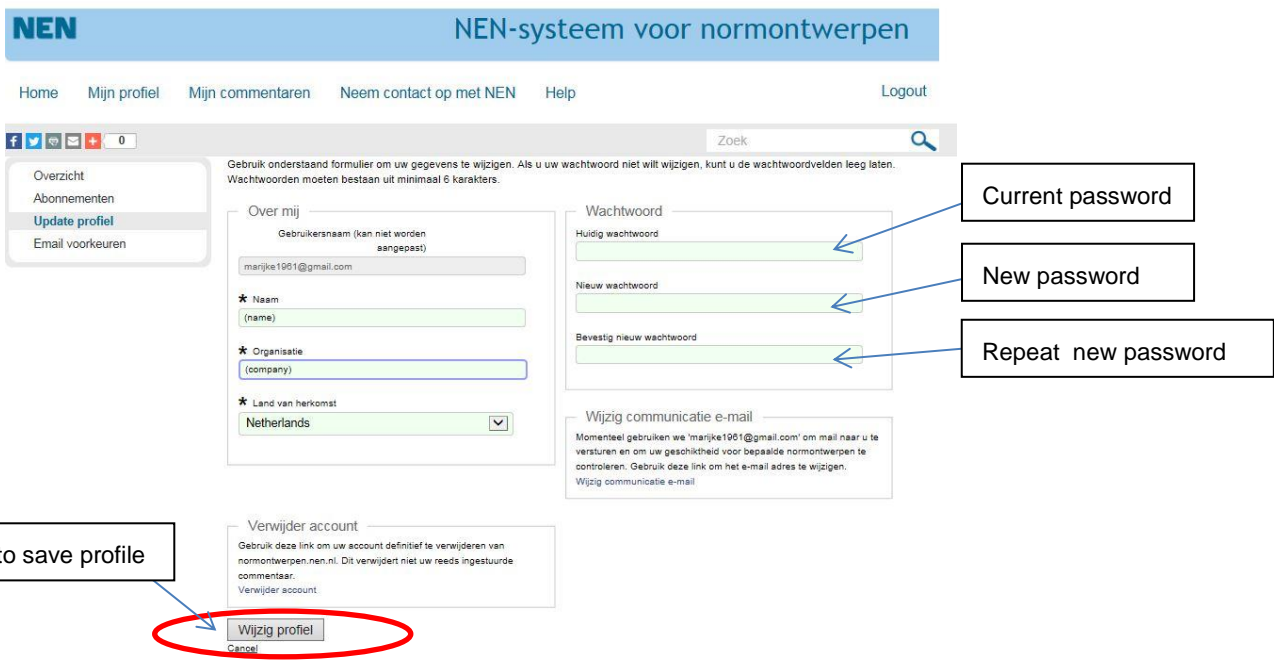 NEN
NEN-systeem voor normontwerpen
Home Mijn profiel Mijn commentaren Neem contact op met NEN Help Logout
0
Zoek
Overzicht
Abonnementen
Update profiel
Email voorkeuren
Gebruik onderstaand formulier om uw gegevens te wijzigen. Als u uw wachtwoord niet wilt wijzigen, kunt u de wachtwoordvelden leeg laten.
Wachtwoorden moeten bestaan uit minimaal 6 karakters.
Over mij
Gebruikersnaam (kan niet worden
aangepast)
marijke1961@gmail.com
* Naam
(name)
* Organisatie
(company)
* Land van herkomst
Netherlands
Wachtwoord
Huidig wachtwoord
Nieuw wachtwoord
Bevestig nieuw wachtwoord
Current password
New password
Repeat new password
Wijzig communicatie e-mail
Momenteel gebruiken we 'marijke1961@gmail.com' om mail naar u te
versturen en om uw geschiktheid voor bepaalde normontwerpen te
controleren. Gebruik deze link om het e-mail adres te wijzigen.
Wijzig communicatie e-mail
Verwijder account
Gebruik deze link om uw account definitief te verwijderen van
normontwerpen.nen.nl. Dit verwijdert niet uw reeds ingestuurde
commentaar.
Verwijder account
to save profile
Wijzig profiel
Cancel